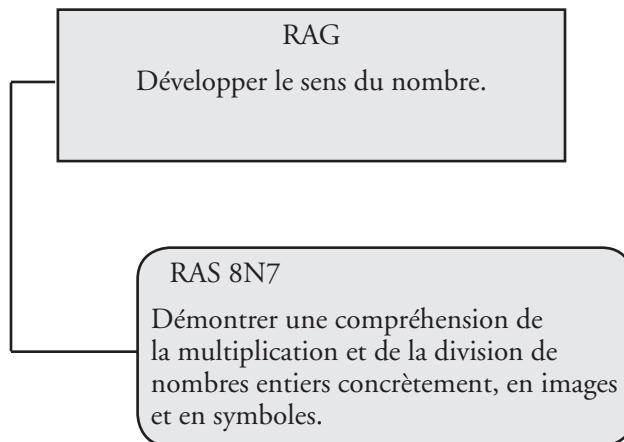 RAG
Développer le sens du nombre.
RAS 8N7
Démontrer une compréhension de
la multiplication et de la division de
nombres entiers concrètement, en images
et en symboles.